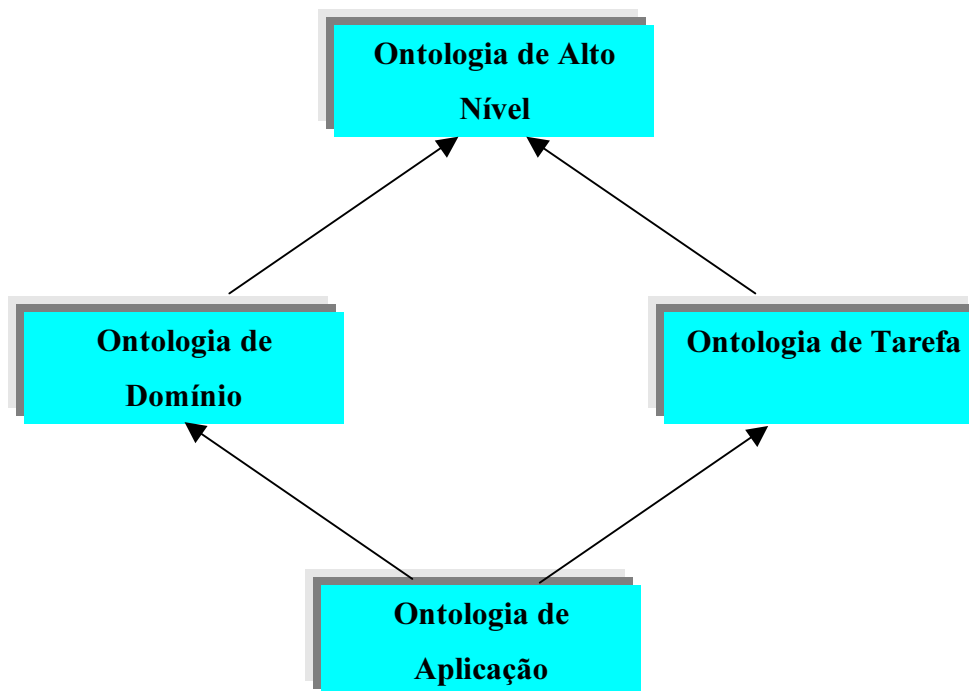 Ontologia de Alto
Nível
Ontologia de
Domínio
Ontologia de Tarefa
Ontologia de
Aplicação